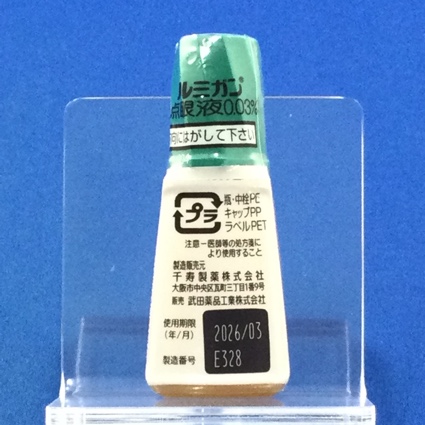 ルミガン
点眼液0.03%
にはがして下さい
プラ
瓶・中栓PE
キャップPP
ラベルPET
注意－医師等の処方箋に
より使用すること
製造販売元
千寿製薬株式会社
大阪市中央区瓦町三丁目1番9号
販売 武田薬品工業株式会社
使用期限
(年/月)
2026/03
製造番号
E328